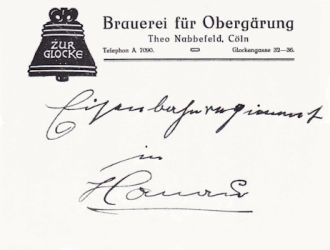 ZUR
GLOCKE
Brauerei für Obergärung
Theo Nabbefeld, Cöln
Telephon A 7090. Glockengasse 32-36.
Eisenbahnregiment
in
Hanau